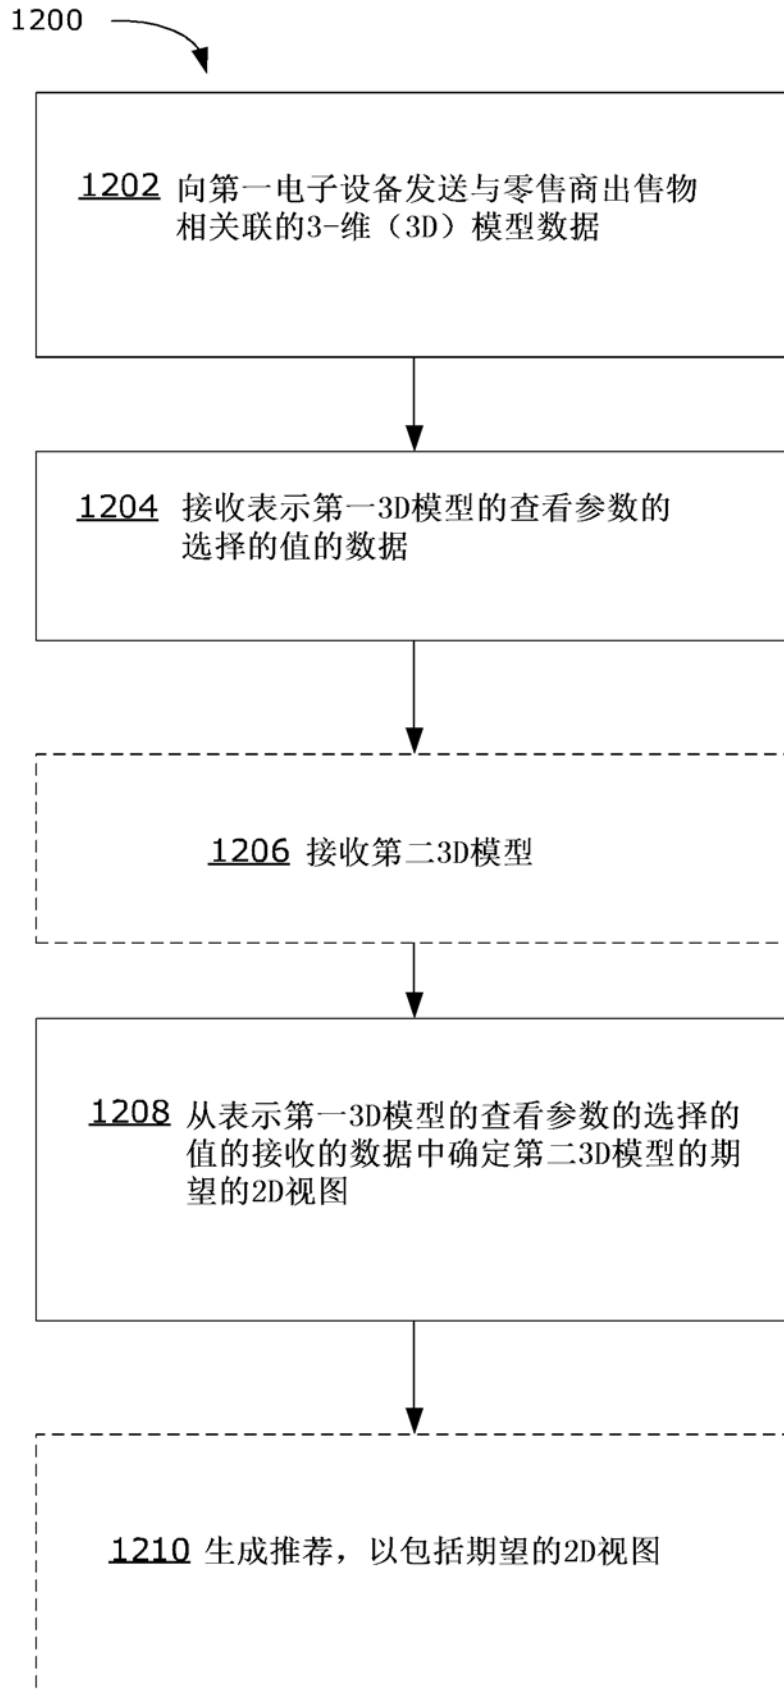 1200
1202 向第一电子设备发送与零售商出售物
相关联的3-维（3D）模型数据
1204 接收表示第一3D模型的查看参数的
选择的值的数据
1206 接收第二3D模型
1208 从表示第一3D模型的查看参数的选择的
值的接收的数据中确定第二3D模型的期
望的2D视图
1210 生成推荐，以包括期望的2D视图